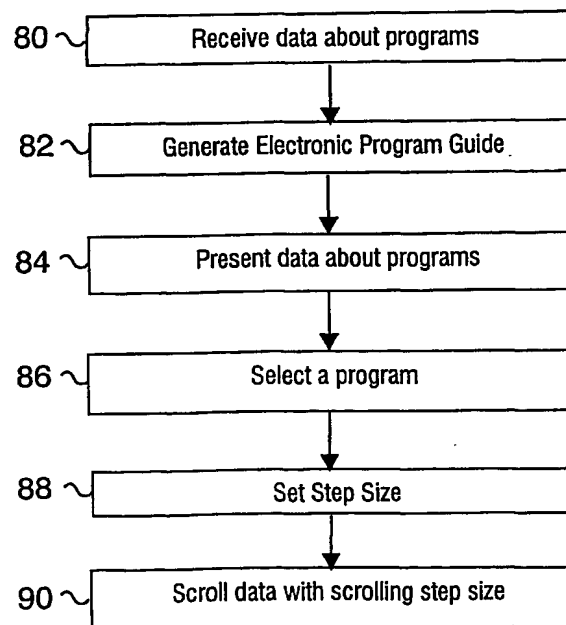 80 Receive data about programs
82 Generate Electronic Program Guide
84 Present data about programs
86 Select a program
88 Set Step Size
90 Scroll data with scrolling step size